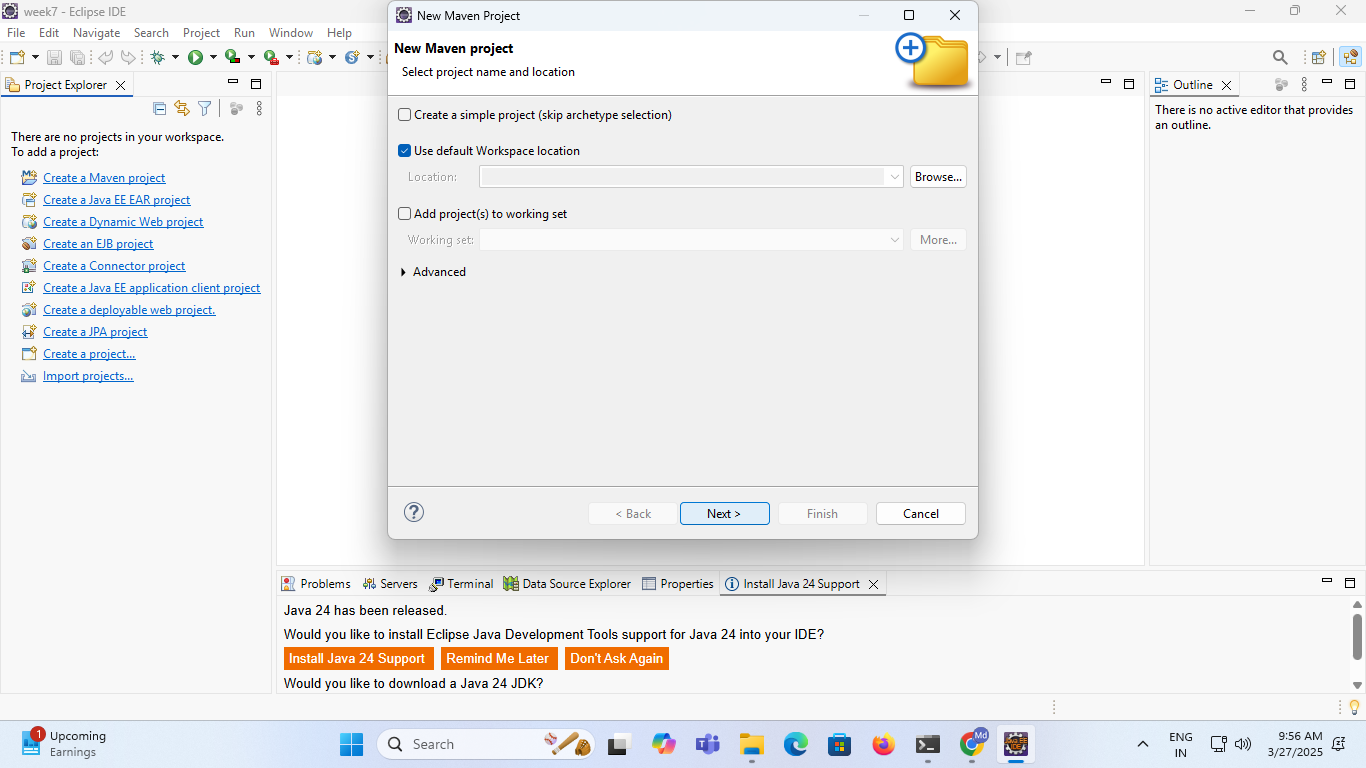 week7 - Eclipse IDE
File Edit Navigate Search Project Run Window Help
Project Explorer
There are no projects in your workspace.
To add a project:
Create a Maven project
Create a Java EE EAR project
Create a Dynamic Web project
Create an EJB project
Create a Connector project
Create a Java EE application client project
Create a deployable web project.
Create a JPA project
Create a project...
Import projects...
New Maven Project
New Maven project
Select project name and location
Create a simple project (skip archetype selection)
Use default Workspace location
Location:
Browse...
Add project(s) to working set
Working set:
More...
Advanced
< Back Next > Finish Cancel
Outline
There is no active editor that provides
an outline.
Problems Servers Terminal Data Source Explorer Properties Install Java 24 Support
Java 24 has been released.
Would you like to install Eclipse Java Development Tools support for Java 24 into your IDE?
Install Java 24 Support Remind Me Later Don't Ask Again
Would you like to download a Java 24 JDK?
1
Upcoming
Earnings
Search
Md
Java EE
IDE
ENG
IN
9:56 AM
3/27/2025